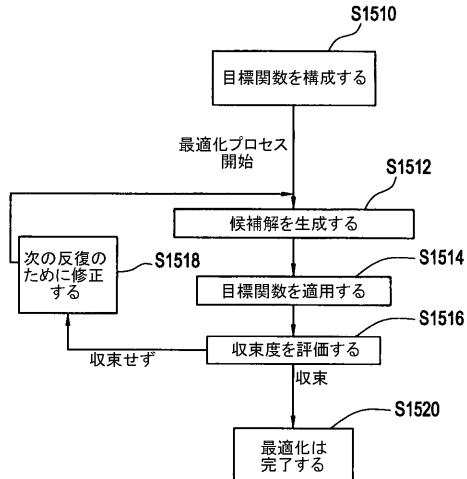 S1510
目標関数を構成する
最適化プロセス
開始
S1512
候補解を生成する
次の反復の
ために修正
する
S1518
S1514
目標関数を適用する
S1516
収束度を評価する
収束せず
収束
S1520
最適化は
完了する